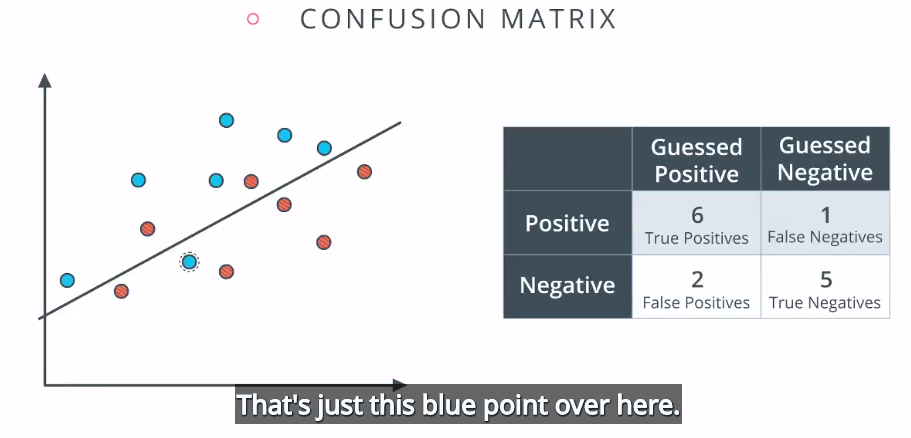 CONFUSION MATRIX
Guessed Positive
Guessed Negative
Positive
6
True Positives
1
False Negatives
Negative
2
False Positives
5
True Negatives
That's just this blue point over here.